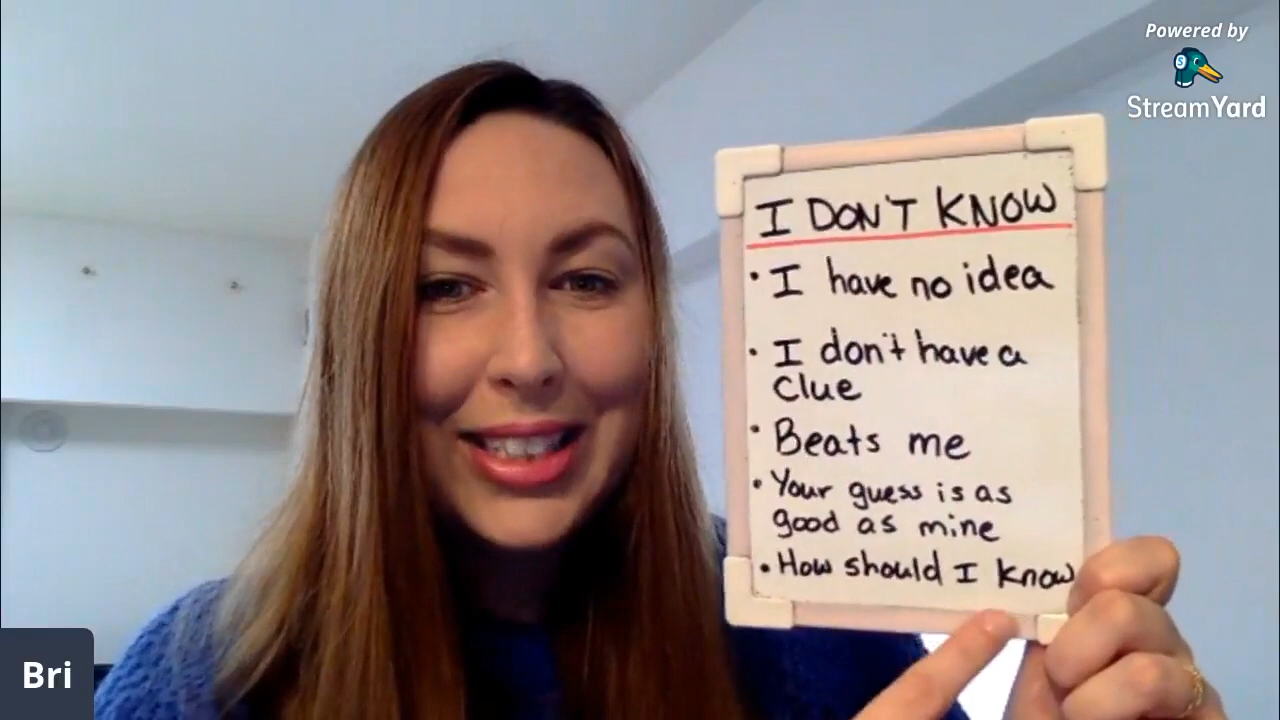 Powered by
StreamYard
I DON'T KNOW
• I have no idea
• I don't have a
clue
• Beats me
• Your guess is as
good as mine
• How should I know
Bri